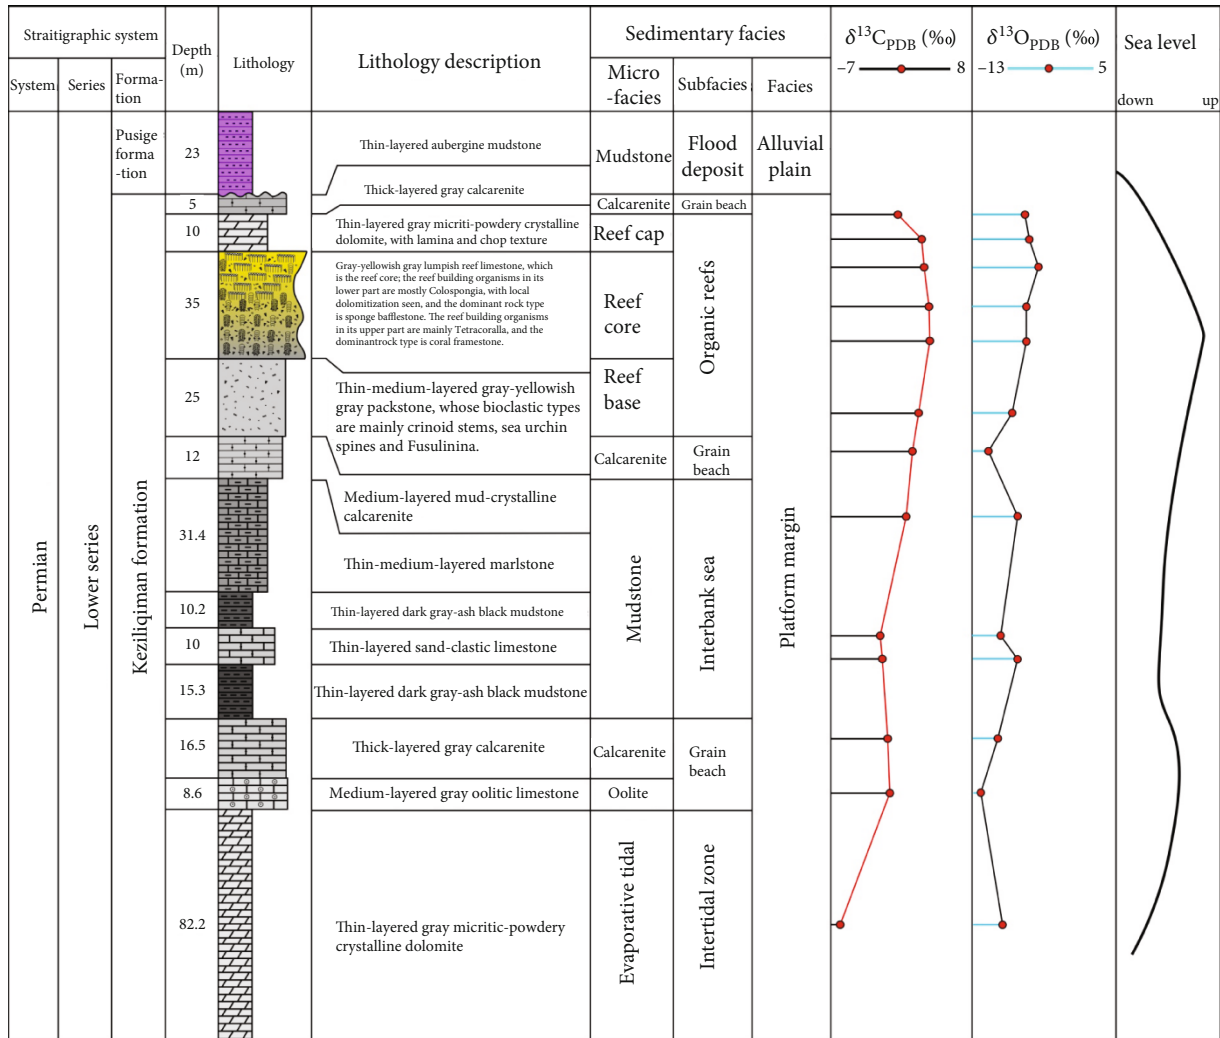 Straitigraphic system
Depth
(m)
Lithology
Lithology description
Sedimentary facies
δ¹³C_PDB (‰)
–7
8
δ¹³O_PDB (‰)
–13
5
Sea level
down
up
System
Series
Forma-
tion
Micro
-facies
Subfacies
Facies
Permian
Lower series
Pusige
forma
-tion
Keziliqiman formation
23
Thin-layered aubergine mudstone
Mudstone
Flood
deposit
Alluvial
plain
5
Thick-layered gray calcarenite
Calcarenite
Grain beach
10
Thin-layered gray micriti-powdery crystalline
dolomite, with lamina and chop texture
Reef cap
35
Gray-yellowish gray lumpish reef limestone, which
is the reef core; the reef building organisms in its
lower part are mostly Colospongia, with local
dolomitization seen, and the dominant rock type
is sponge bafflestone. The reef building organisms
in its upper part are mainly Tetracoralla, and the
dominantrock type is coral framestone.
Reef
core
Organic reefs
25
Thin-medium-layered gray-yellowish
gray packstone, whose bioclastic types
are mainly crinoid stems, sea urchin
spines and Fusulinina.
Reef
base
12
Medium-layered mud-crystalline
calcarenite
Calcarenite
Grain
beach
31.4
Thin-medium-layered marlstone
Mudstone
Interbank sea
Platform margin
10.2
Thin-layered dark gray-ash black mudstone
10
Thin-layered sand-clastic limestone
15.3
Thin-layered dark gray-ash black mudstone
16.5
Thick-layered gray calcarenite
Calcarenite
Grain
beach
8.6
Medium-layered gray oolitic limestone
Oolite
82.2
Thin-layered gray micritic-powdery
crystalline dolomite
Evaporative tidal
Intertidal zone